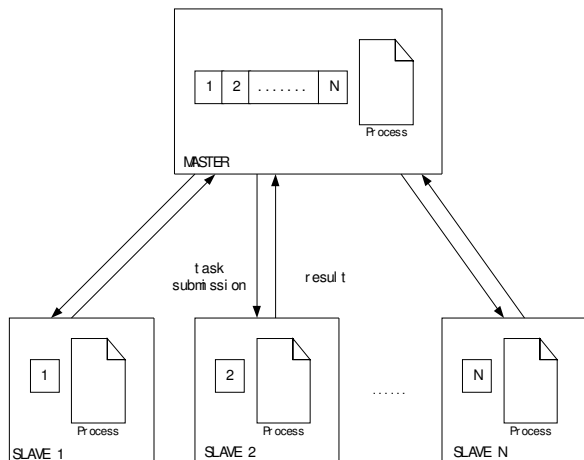 1 2 ....... N
Process
MASTER
task
submission
result
1
Process
SLAVE 1
2
Process
SLAVE 2
......
N
Process
SLAVE N